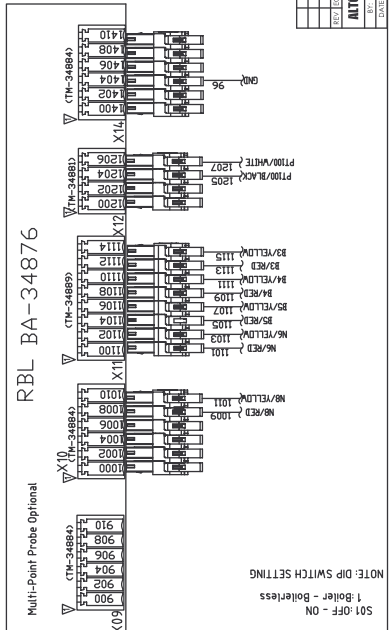 RBL BA-34876
Multi-Point Probe Optional
X09
(TM-34884)
900
902
904
906
908
910
X10
(TM-34884)
1000
1002
1004
1006
1008
1010
N8/RED
1009
N8/YELLOW
1011
X11
(TM-34889)
1100
1102
1104
1106
1108
1110
1112
1114
N6/RED
1101
N6/YELLOW
1103
B5/RED
1105
B5/YELLOW
1107
B4/RED
1109
B4/YELLOW
1111
B3/RED
1113
B3/YELLOW
1115
X12
(TM-34881)
1200
1202
1204
1206
PT100/BLACK
1205
PT100/WHITE
1207
X14
(TM-34884)
1400
1402
1404
1406
1408
1410
GND
96
S01: OFF - ON
1: Boiler - Boilerless
NOTE: DIP SWITCH SETTING
REV
ALTO
BY:
DATE